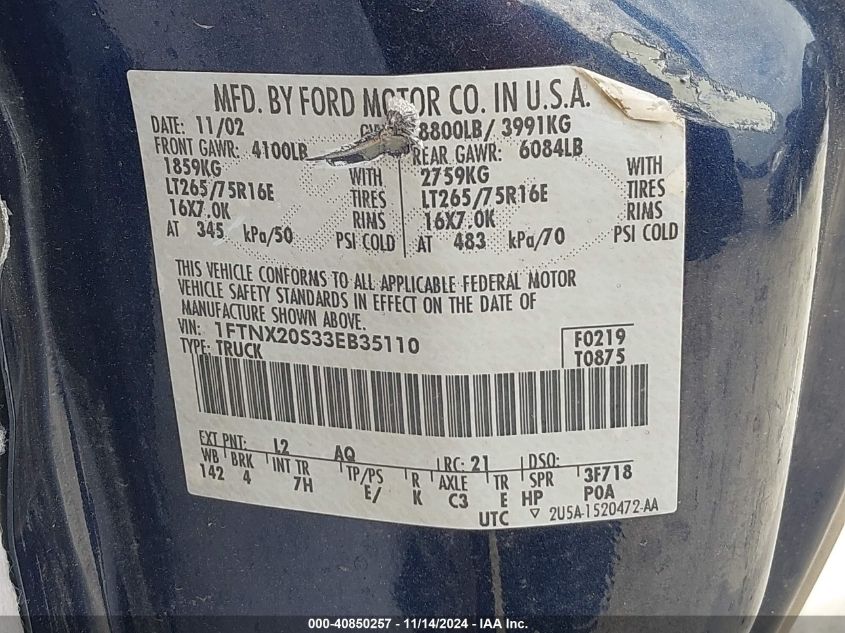 MFD. BY FORD MOTOR CO. IN U.S.A.
DATE: 11/02 8800LB/ 3991KG
FRONT GAWR: 4100LB REAR GAWR: 6084LB
1859KG WITH 2759KG WITH
LT265/75R16E TIRES LT265/75R16E TIRES
16X7.0K RIMS 16X7.0K RIMS
AT 345 kPa/50 PSI COLD AT 483 kPa/70 PSI COLD
THIS VEHICLE CONFORMS TO ALL APPLICABLE FEDERAL MOTOR
VEHICLE SAFETY STANDARDS IN EFFECT ON THE DATE OF
MANUFACTURE SHOWN ABOVE.
VIN: 1FTNX20S33EB35110 F0219
TYPE: TRUCK T0875
EXT PNT: L2 AQ RC: 21 DSO:
WB BRK INT TR TP/PS R AXLE TR SPR 3F718
142 4 7H E/ K C3 E HP POA
UTC ▽ 2U5A-1520472-AA
000-40850257 - 11/14/2024 - IAAI.com